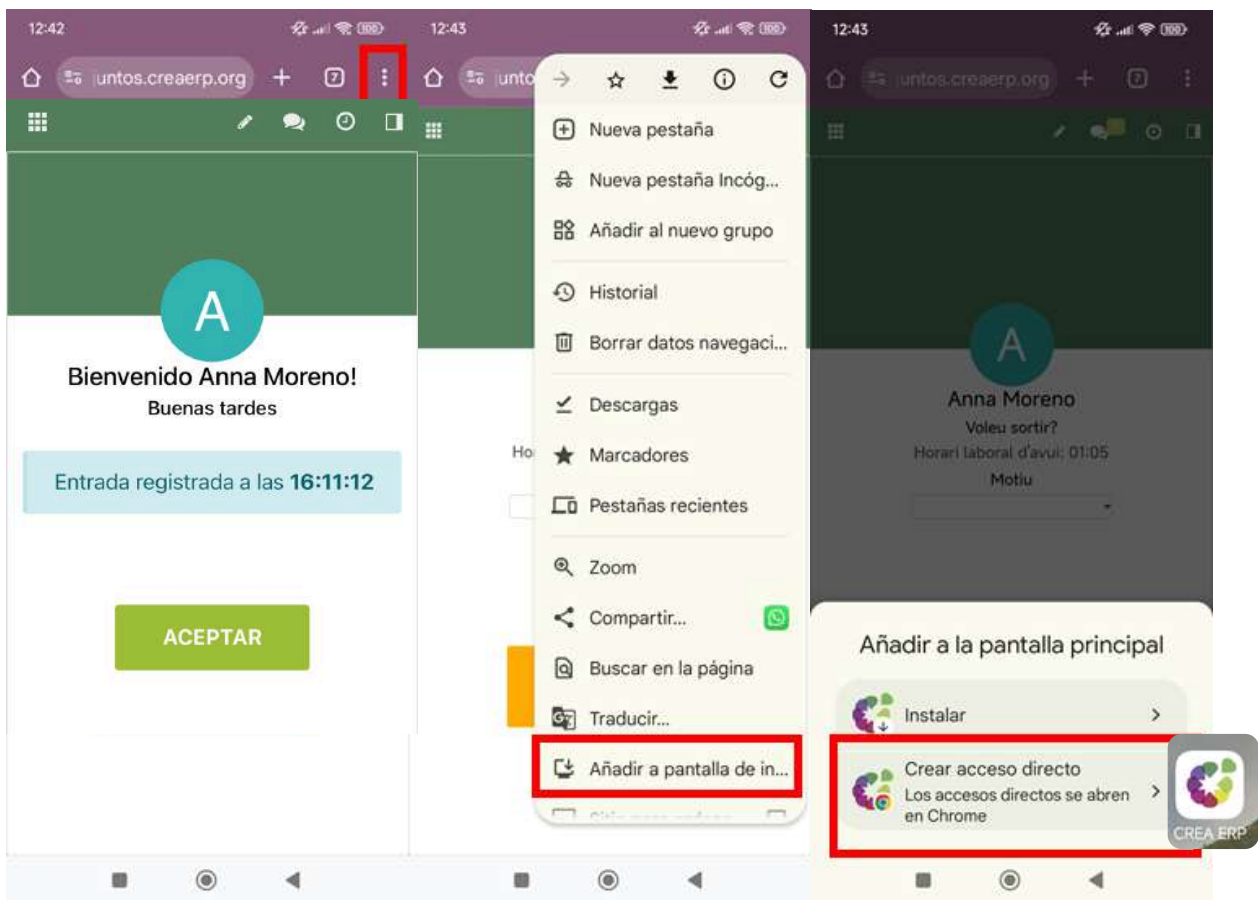 12:42
untos.creaerp.org
7
Bienvenido Anna Moreno!
Buenas tardes
Entrada registrada a las 16:11:12
ACEPTAR
12:43
unto
Nueva pestaña
Nueva pestaña Incóg...
Añadir al nuevo grupo
Historial
Borrar datos navegaci...
Descargas
Ho
Marcadores
Pestañas recientes
Zoom
Compartir...
Buscar en la página
Traducir...
Añadir a pantalla de in...
12:43
untos.creaerp.org
7
A
Anna Moreno
Voleu sortir?
Horari laboral d'avui: 01:05
Motiu
Añadir a la pantalla principal
Instalar
Crear acceso directo
Los accesos directos se abren
en Chrome
CREA ERP